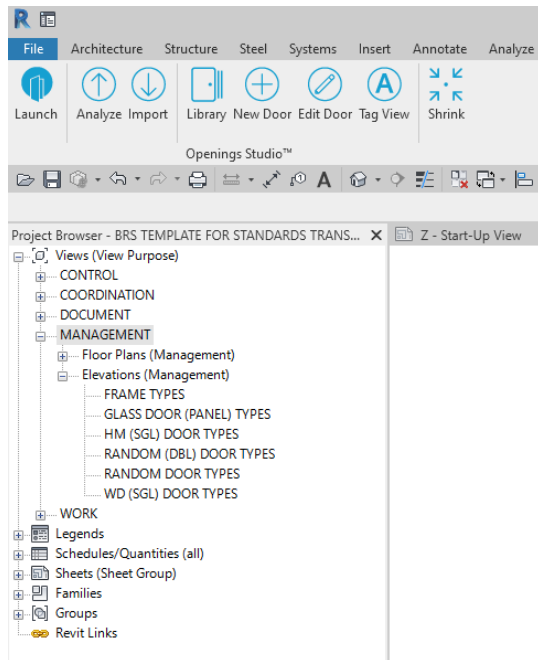 R
File Architecture Structure Steel Systems Insert Annotate Analyze
A
Launch Analyze Import Library New Door Edit Door Tag View Shrink
Openings Studio™
1 A
Project Browser - BRS TEMPLATE FOR STANDARDS TRANS... X Z - Start-Up View
Views (View Purpose)
CONTROL
COORDINATION
DOCUMENT
MANAGEMENT
Floor Plans (Management)
Elevations (Management)
FRAME TYPES
GLASS DOOR (PANEL) TYPES
HM (SGL) DOOR TYPES
RANDOM (DBL) DOOR TYPES
RANDOM DOOR TYPES
WD (SGL) DOOR TYPES
WORK
Legends
Schedules/Quantities (all)
Sheets (Sheet Group)
Families
Groups
Revit Links